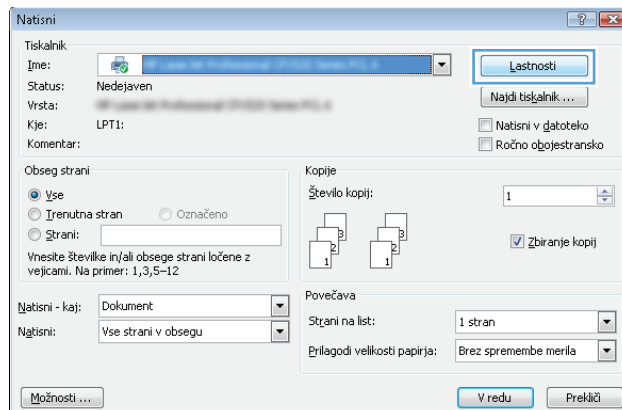 Natisni
Tiskalnik
Ime:
Lastnosti
Status: Nedejaven
Najdi tiskalnik ...
Vrsta:
Kje: LPT1:
Natisni v datoteko
Komentar:
Ročno obojestransko
Obseg strani
Vse
Trenutna stran Označeno
Strani:
Vnesite številke in/ali obsege strani ločene z
vejicami. Na primer: 1,3,5–12
Kopije
Število kopij: 1
Zbiranje kopij
Natisni - kaj: Dokument
Natisni: Vse strani v obsegu
Povečava
Strani na list: 1 stran
Prilagodi velikosti papirja: Brez spremembe merila
Možnosti ...
V redu Prekliči